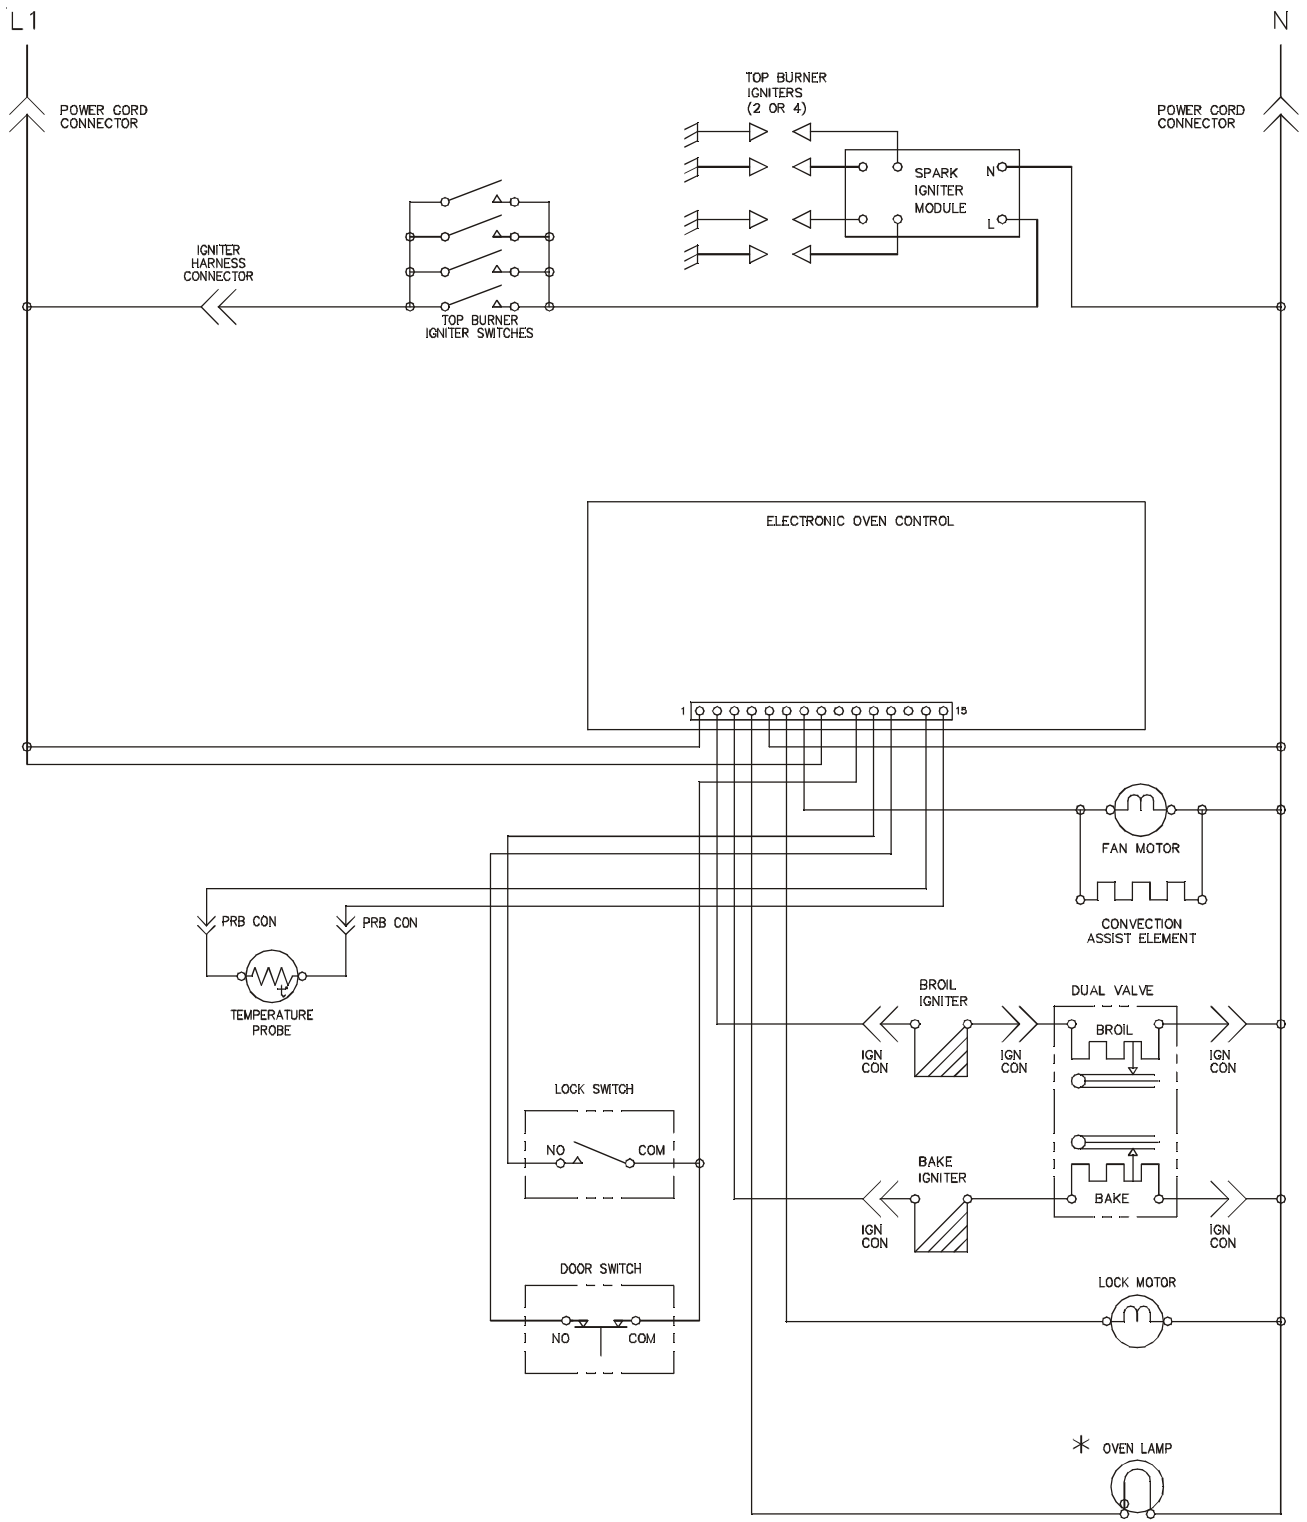 L1
N
POWER CORD
CONNECTOR
TOP BURNER
IGNITERS
(2 OR 4)
POWER CORD
CONNECTOR
SPARK
IGNITER
MODULE
N
L
IGNITER
HARNESS
CONNECTOR
TOP BURNER
IGNITER SWITCHES
ELECTRONIC OVEN CONTROL
1
15
FAN MOTOR
CONVECTION
ASSIST ELEMENT
PRB CON
PRB CON
TEMPERATURE
PROBE
t
BROIL
IGNITER
DUAL VALVE
BROIL
IGN
CON
IGN
CON
IGN
CON
LOCK SWITCH
NO
COM
BAKE
IGNITER
BAKE
IGN
CON
IGN
CON
DOOR SWITCH
NO
COM
LOCK MOTOR
* OVEN LAMP